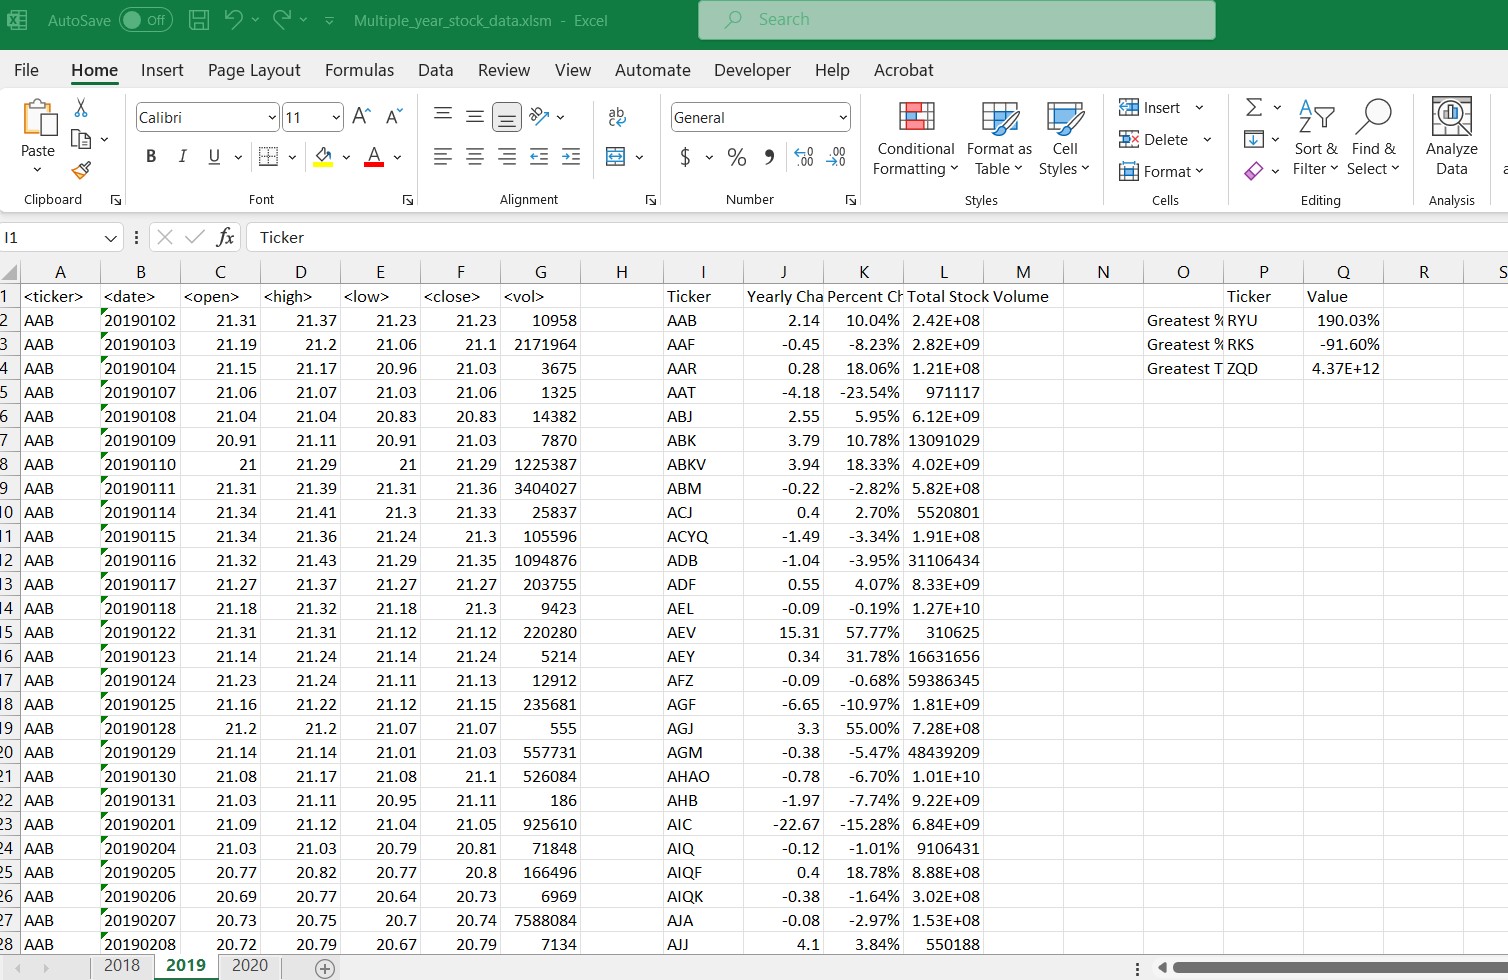 AutoSave Off Multiple_year_stock_data.xlsm - Excel Search
File Home Insert Page Layout Formulas Data Review View Automate Developer Help Acrobat
Paste
Clipboard
Calibri 11
B I U A
Font
ab
Alignment
General
$ % 9 .00 .00
Number
Conditional Formatting
Format as Table
Cell Styles
Styles
Insert
Delete
Format
Cells
Sort & Filter
Find & Select
Editing
Analyze Data
Analysis
I1 fx Ticker
A B C D E F G H I J K L M N O P Q R S
1 <ticker> <date> <open> <high> <low> <close> <vol> Ticker Yearly Cha Percent Ch Total Stock Volume Ticker Value
2 AAB 20190102 21.31 21.37 21.23 21.23 10958 AAB 2.14 10.04% 2.42E+08 Greatest % RYU 190.03%
3 AAB 20190103 21.19 21.2 21.06 21.1 2171964 AAF -0.45 -8.23% 2.82E+09 Greatest % RKS -91.60%
4 AAB 20190104 21.15 21.17 20.96 21.03 3675 AAR 0.28 18.06% 1.21E+08 Greatest T ZQD 4.37E+12
5 AAB 20190107 21.06 21.07 21.03 21.06 1325 AAT -4.18 -23.54% 971117
6 AAB 20190108 21.04 21.04 20.83 20.83 14382 ABJ 2.55 5.95% 6.12E+09
7 AAB 20190109 20.91 21.11 20.91 21.03 7870 ABK 3.79 10.78% 13091029
8 AAB 20190110 21 21.29 21 21.29 1225387 ABKV 3.94 18.33% 4.02E+09
9 AAB 20190111 21.31 21.39 21.31 21.36 3404027 ABM -0.22 -2.82% 5.82E+08
10 AAB 20190114 21.34 21.41 21.3 21.33 25837 ACJ 0.4 2.70% 5520801
11 AAB 20190115 21.34 21.36 21.24 21.3 105596 ACYQ -1.49 -3.34% 1.91E+08
12 AAB 20190116 21.32 21.43 21.29 21.35 1094876 ADB -1.04 -3.95% 31106434
13 AAB 20190117 21.27 21.37 21.27 21.27 203755 ADF 0.55 4.07% 8.33E+09
14 AAB 20190118 21.18 21.32 21.18 21.3 9423 AEL -0.09 -0.19% 1.27E+10
15 AAB 20190122 21.31 21.31 21.12 21.12 220280 AEV 15.31 57.77% 310625
16 AAB 20190123 21.14 21.24 21.14 21.24 5214 AEY 0.34 31.78% 16631656
17 AAB 20190124 21.23 21.24 21.11 21.13 12912 AFZ -0.09 -0.68% 59386345
18 AAB 20190125 21.16 21.22 21.12 21.15 235681 AGF -6.65 -10.97% 1.81E+09
19 AAB 20190128 21.2 21.2 21.07 21.07 555 AGJ 3.3 55.00% 7.28E+08
20 AAB 20190129 21.14 21.14 21.01 21.03 557731 AGM -0.38 -5.47% 48439209
21 AAB 20190130 21.08 21.17 21.08 21.1 526084 AHAO -0.78 -6.70% 1.01E+10
22 AAB 20190131 21.03 21.11 20.95 21.11 186 AHB -1.97 -7.74% 9.22E+09
23 AAB 20190201 21.09 21.12 21.04 21.05 925610 AIC -22.67 -15.28% 6.84E+09
24 AAB 20190204 21.03 21.03 20.79 20.81 71848 AIQ -0.12 -1.01% 9106431
25 AAB 20190205 20.77 20.82 20.77 20.8 166496 AIQF 0.4 18.78% 8.88E+08
26 AAB 20190206 20.69 20.77 20.64 20.73 6969 AIQK -0.38 -1.64% 3.02E+08
27 AAB 20190207 20.73 20.75 20.7 20.74 7588084 AJA -0.08 -2.97% 1.53E+08
28 AAB 20190208 20.72 20.79 20.67 20.79 7134 AJJ 4.1 3.84% 550188
2018 2019 2020